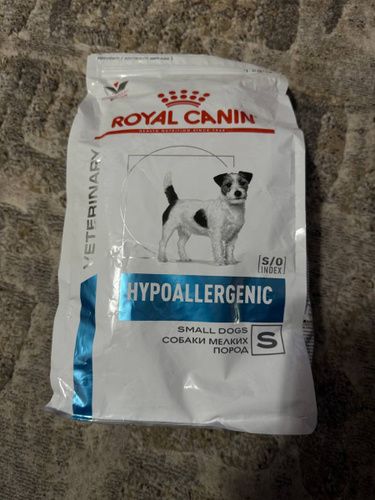 ROYAL CANIN
VETERINARY
S/O
INDEX
HYPOALLERGENIC
SMALL DOGS
СОБАКИ МЕЛКИХ
ПОРОД
S